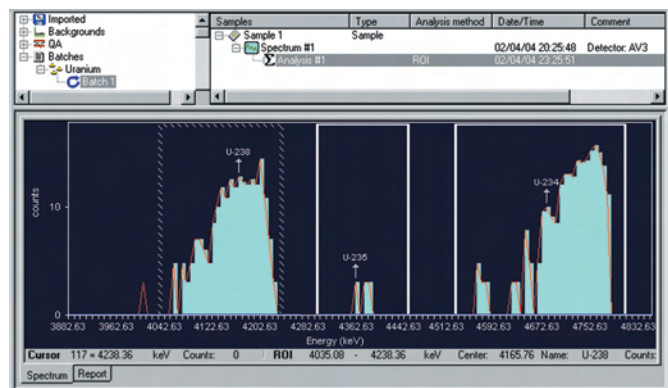 Imported
Backgrounds
QA
Batches
Uranium
Batch 1
Samples Type Analysis method Date/Time Comment
Sample 1 Sample
Spectrum #1 02/04/04 20:25:48 Detector: AV3
Analysis #1 ROI 02/04/04 23:25:51
U-238
U-235
U-234
counts
10
0
3882.63 3962.63 4042.63 4122.63 4202.63 4282.63 4362.63 4442.63 4512.63 4592.63 4672.63 4752.63 4832.63
Energy (keV)
Cursor 117 = 4238.36 keV Counts: 0 ROI 4035.08 - 4238.36 keV Center: 4165.76 Name: U-238 Counts:
Spectrum Report